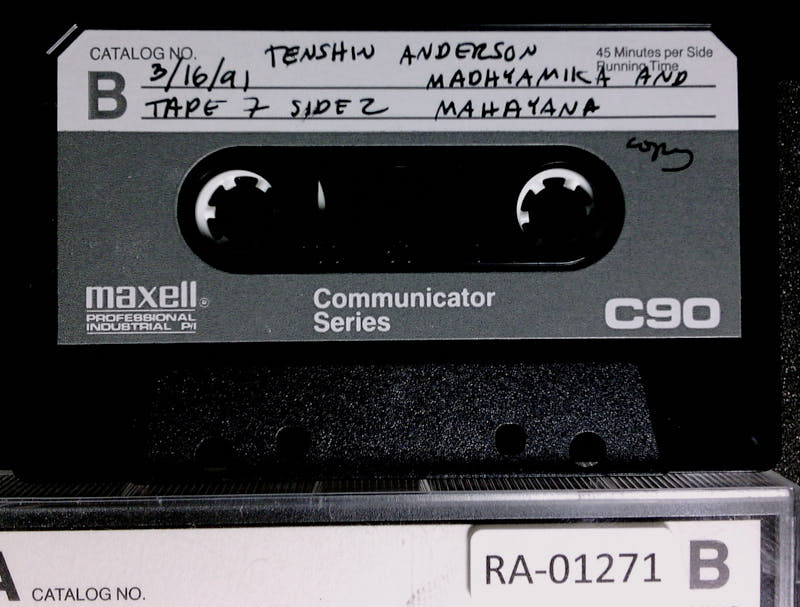 CATALOG NO. TENSHIN ANDERSON 45 Minutes per Side
Running Time
B 3/16/91 MADHYAMIKA AND
TAPE 7 SIDE 2 MAHAYANA
copy
maxell®
PROFESSIONAL
INDUSTRIAL P/I
Communicator
Series
C90
A CATALOG NO.
RA-01271 B